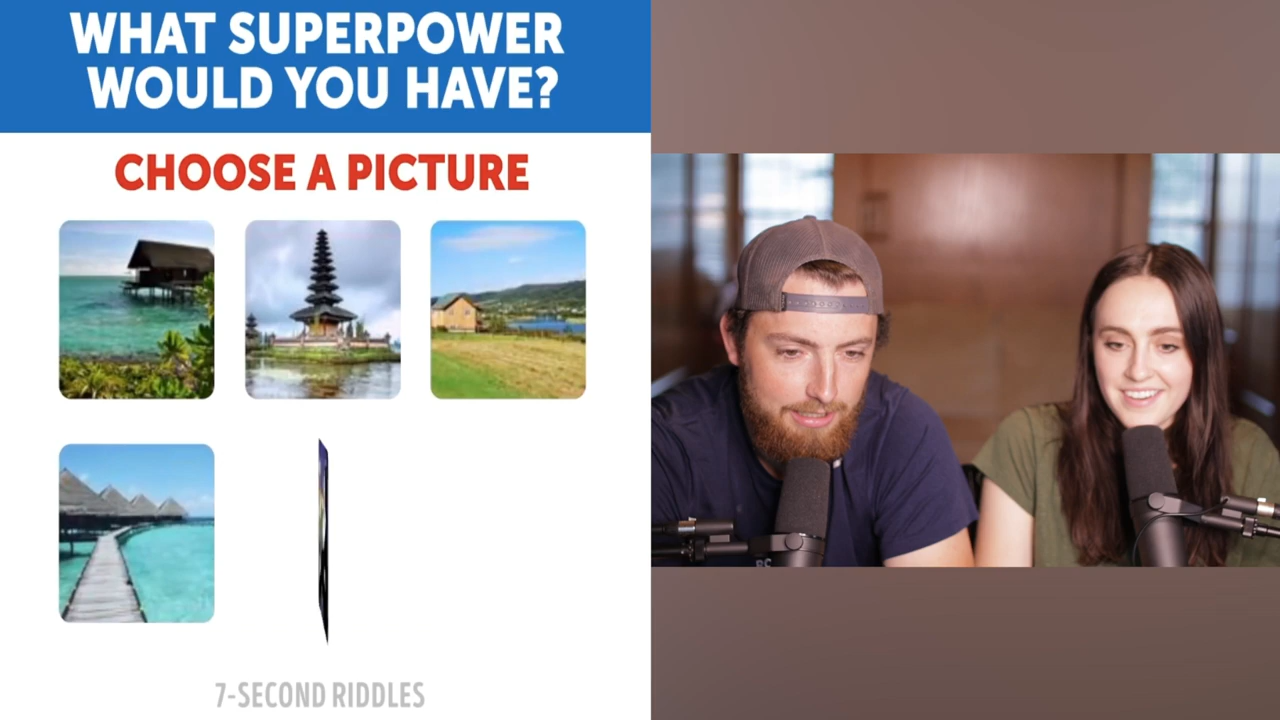 WHAT SUPERPOWER
WOULD YOU HAVE?
CHOOSE A PICTURE
7-SECOND RIDDLES